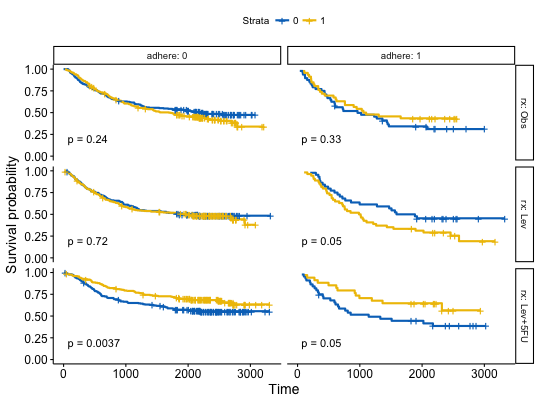 Strata 0 1
adhere: 0 adhere: 1
1.00
0.75
0.50
0.25
0.00
p = 0.24
p = 0.33
rx: Obs
1.00
0.75
0.50
0.25
0.00
p = 0.72
p = 0.05
rx: Lev
1.00
0.75
0.50
0.25
0.00
p = 0.0037
p = 0.05
rx: Lev+5FU
Survival probability
0 1000 2000 3000 0 1000 2000 3000
Time